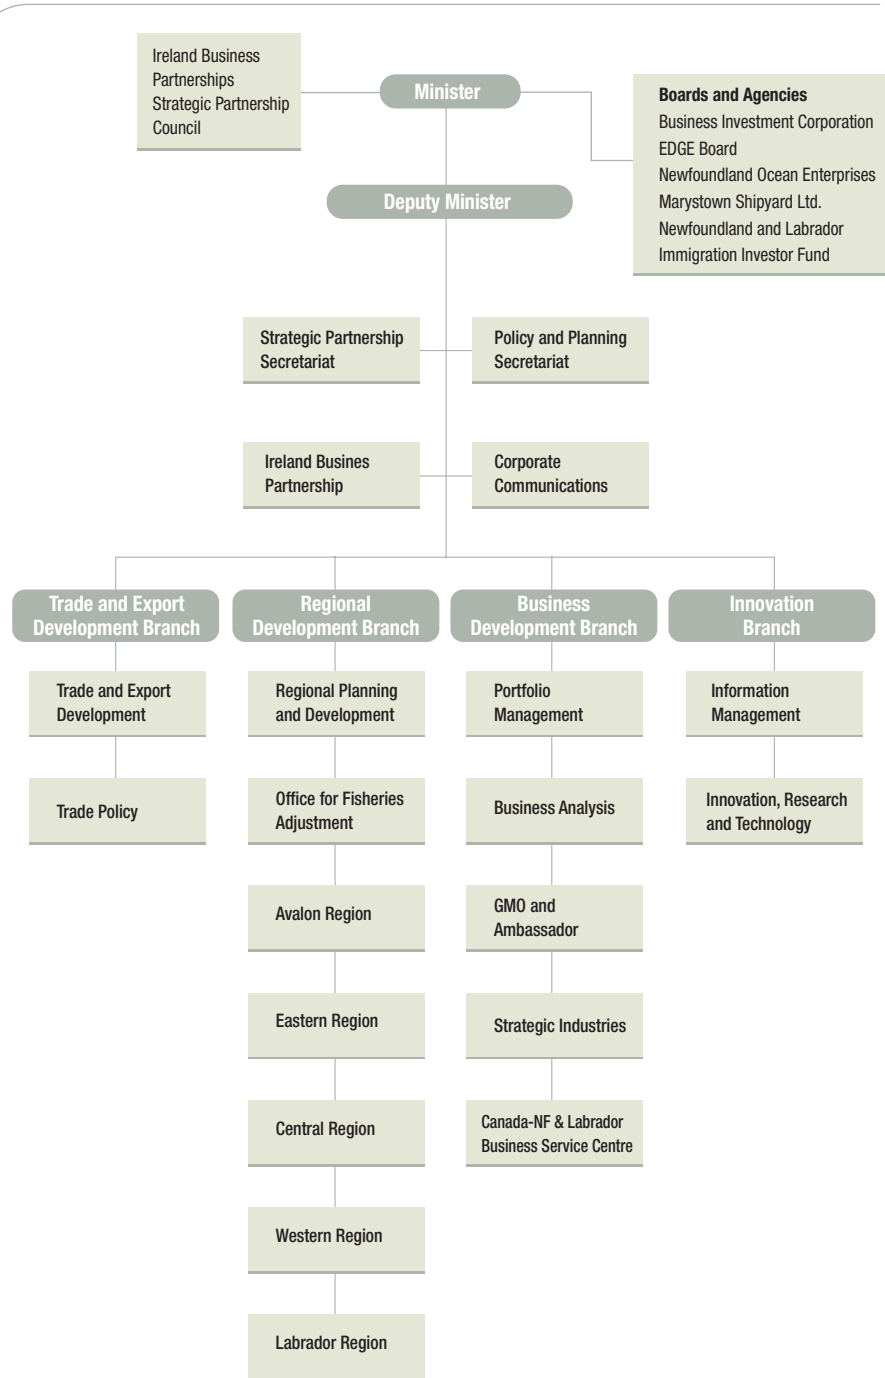 Ireland Business
Partnerships
Strategic Partnership
Council
Minister
Boards and Agencies
Business Investment Corporation
EDGE Board
Newfoundland Ocean Enterprises
Marystown Shipyard Ltd.
Newfoundland and Labrador
Immigration Investor Fund
Deputy Minister
Strategic Partnership
Secretariat
Policy and Planning
Secretariat
Ireland Busines
Partnership
Corporate
Communications
Trade and Export
Development Branch
Regional
Development Branch
Business
Development Branch
Innovation
Branch
Trade and Export
Development
Regional Planning
and Development
Portfolio
Management
Information
Management
Trade Policy
Office for Fisheries
Adjustment
Business Analysis
Innovation, Research
and Technology
Avalon Region
GMO and
Ambassador
Eastern Region
Strategic Industries
Central Region
Canada-NF & Labrador
Business Service Centre
Western Region
Labrador Region